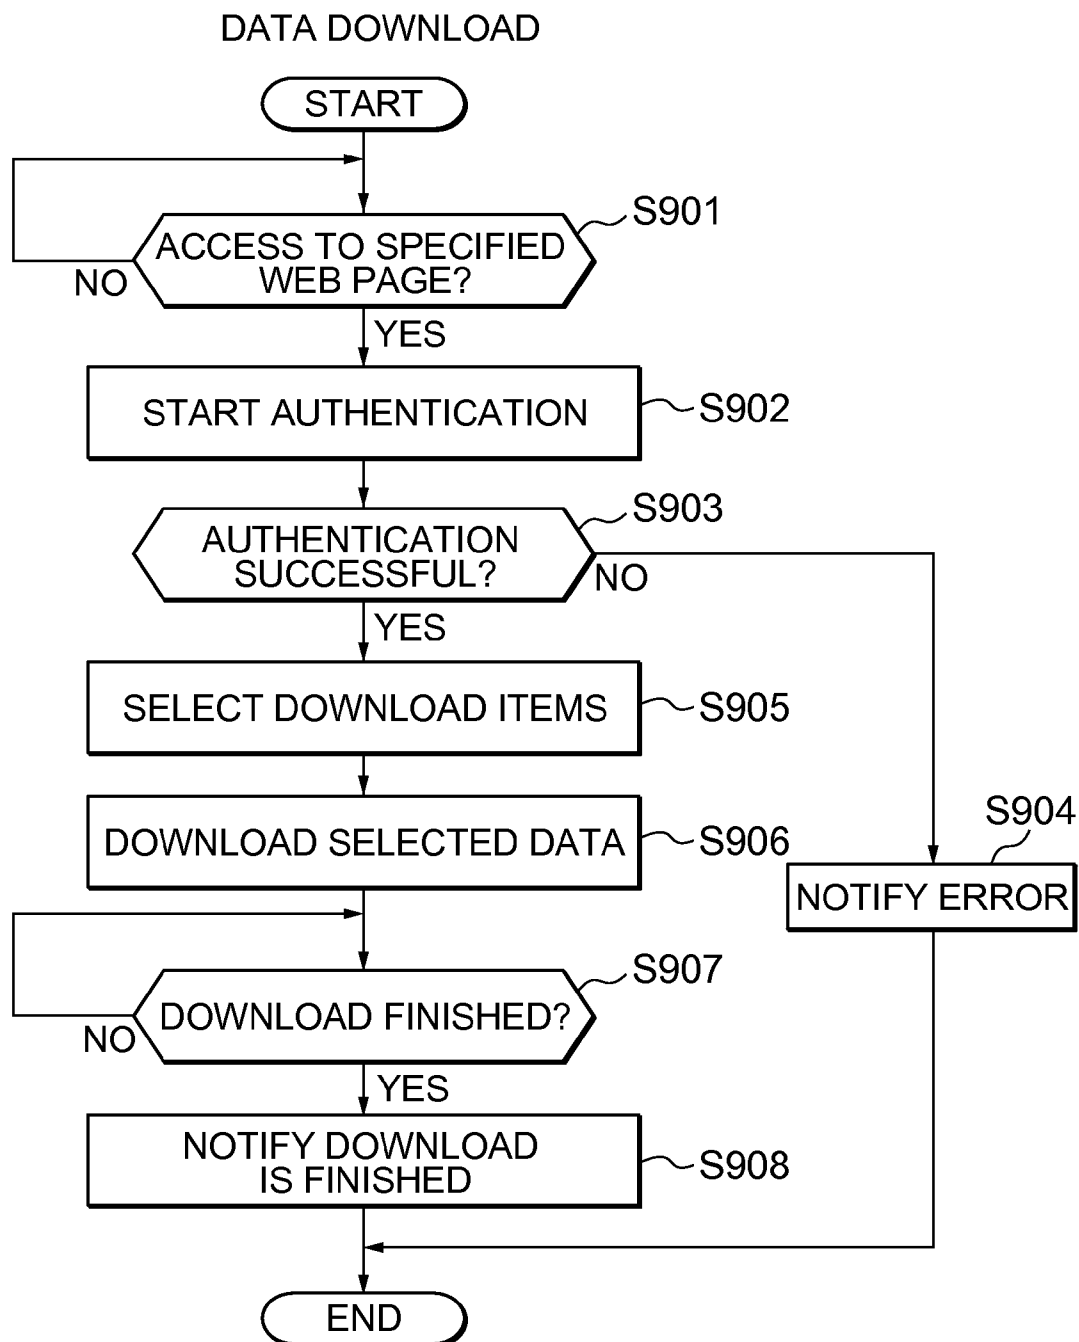 DATA DOWNLOAD
START
S901
ACCESS TO SPECIFIED
WEB PAGE?
NO
YES
START AUTHENTICATION
S902
S903
AUTHENTICATION
SUCCESSFUL?
NO
YES
SELECT DOWNLOAD ITEMS
S905
DOWNLOAD SELECTED DATA
S906
S904
NOTIFY ERROR
S907
DOWNLOAD FINISHED?
NO
YES
NOTIFY DOWNLOAD
IS FINISHED
S908
END